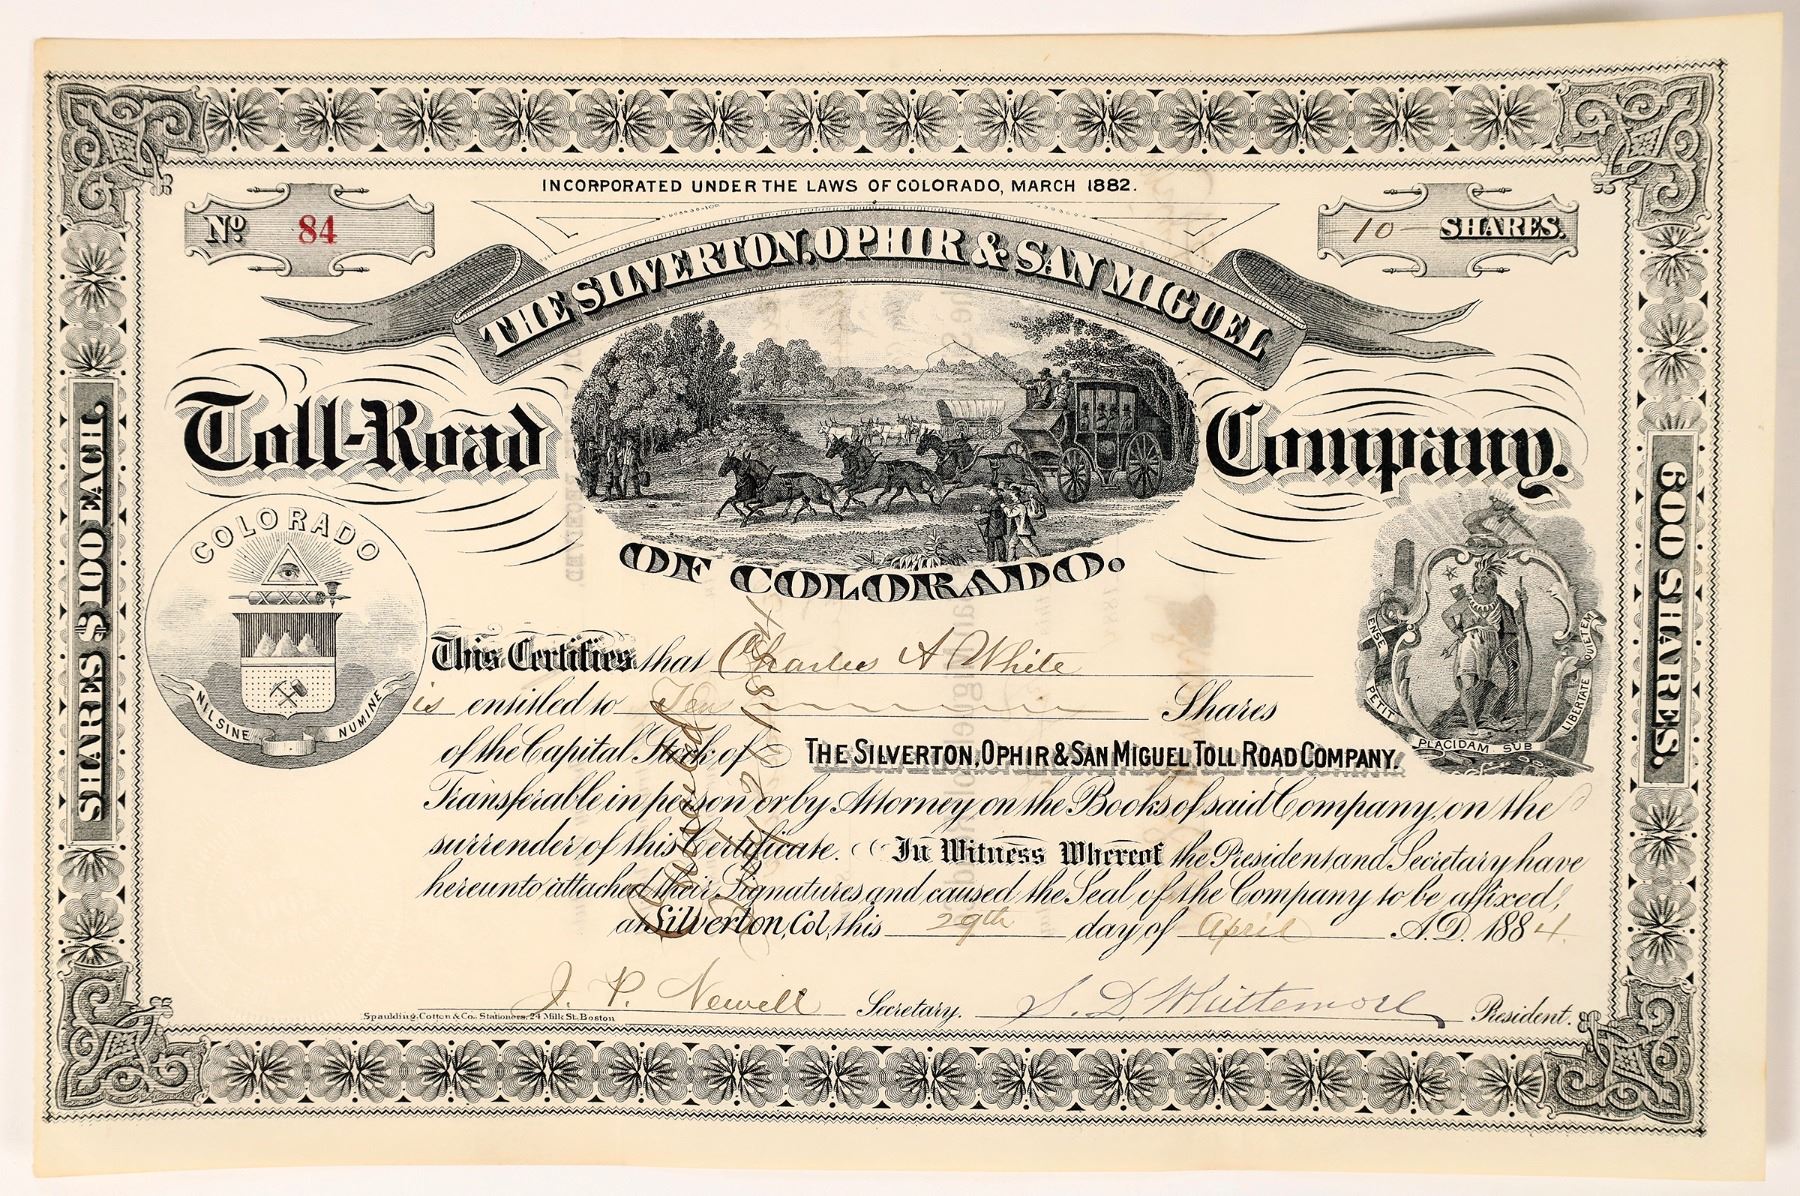 INCORPORATED UNDER THE LAWS OF COLORADO, MARCH 1882.
No 84
10 SHARES.
THE SILVERTON, OPHIR & SAN MIGUEL
Toll-Road Company.
OF COLORADO.
SHARES $100 EACH.
600 SHARES.
COLORADO
NIL SINE NUMINE
ENSE PETIT PLACIDAM SUB LIBERTATE QUIETEM
This Certifies that Charles A White
is entitled to Ten Shares
of the Capital Stock of THE SILVERTON, OPHIR & SAN MIGUEL TOLL ROAD COMPANY.
Transferable in person or by Attorney on the Books of said Company, on the
surrender of this Certificate. In Witness Whereof the President and Secretary have
hereunto attached their Signatures and caused the Seal of the Company to be affixed,
at Silverton, Col, this 29th day of April A.D. 1884.
J. P. Newell Secretary. S. D. Whittemore President.
Spaulding, Cotten & Co. Stationers, 24 Milk St. Boston